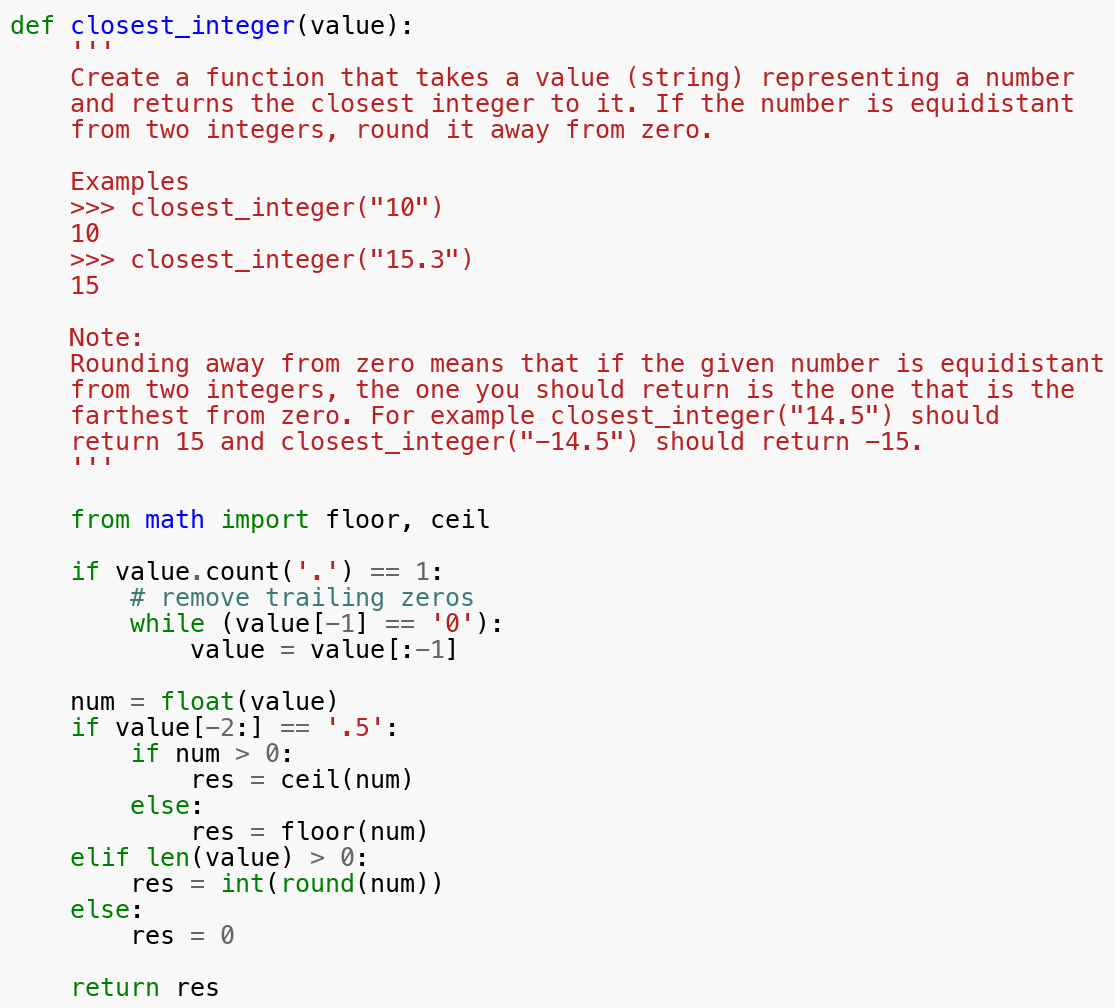 def closest_integer(value):
    '''
    Create a function that takes a value (string) representing a number
    and returns the closest integer to it. If the number is equidistant
    from two integers, round it away from zero.

    Examples
    >>> closest_integer("10")
    10
    >>> closest_integer("15.3")
    15

    Note:
    Rounding away from zero means that if the given number is equidistant
    from two integers, the one you should return is the one that is the
    farthest from zero. For example closest_integer("14.5") should
    return 15 and closest_integer("−14.5") should return −15.
    '''

    from math import floor, ceil

    if value.count('.') == 1:
        # remove trailing zeros
        while (value[−1] == '0'):
            value = value[:−1]

    num = float(value)
    if value[−2:] == '.5':
        if num > 0:
            res = ceil(num)
        else:
            res = floor(num)
    elif len(value) > 0:
        res = int(round(num))
    else:
        res = 0

    return res